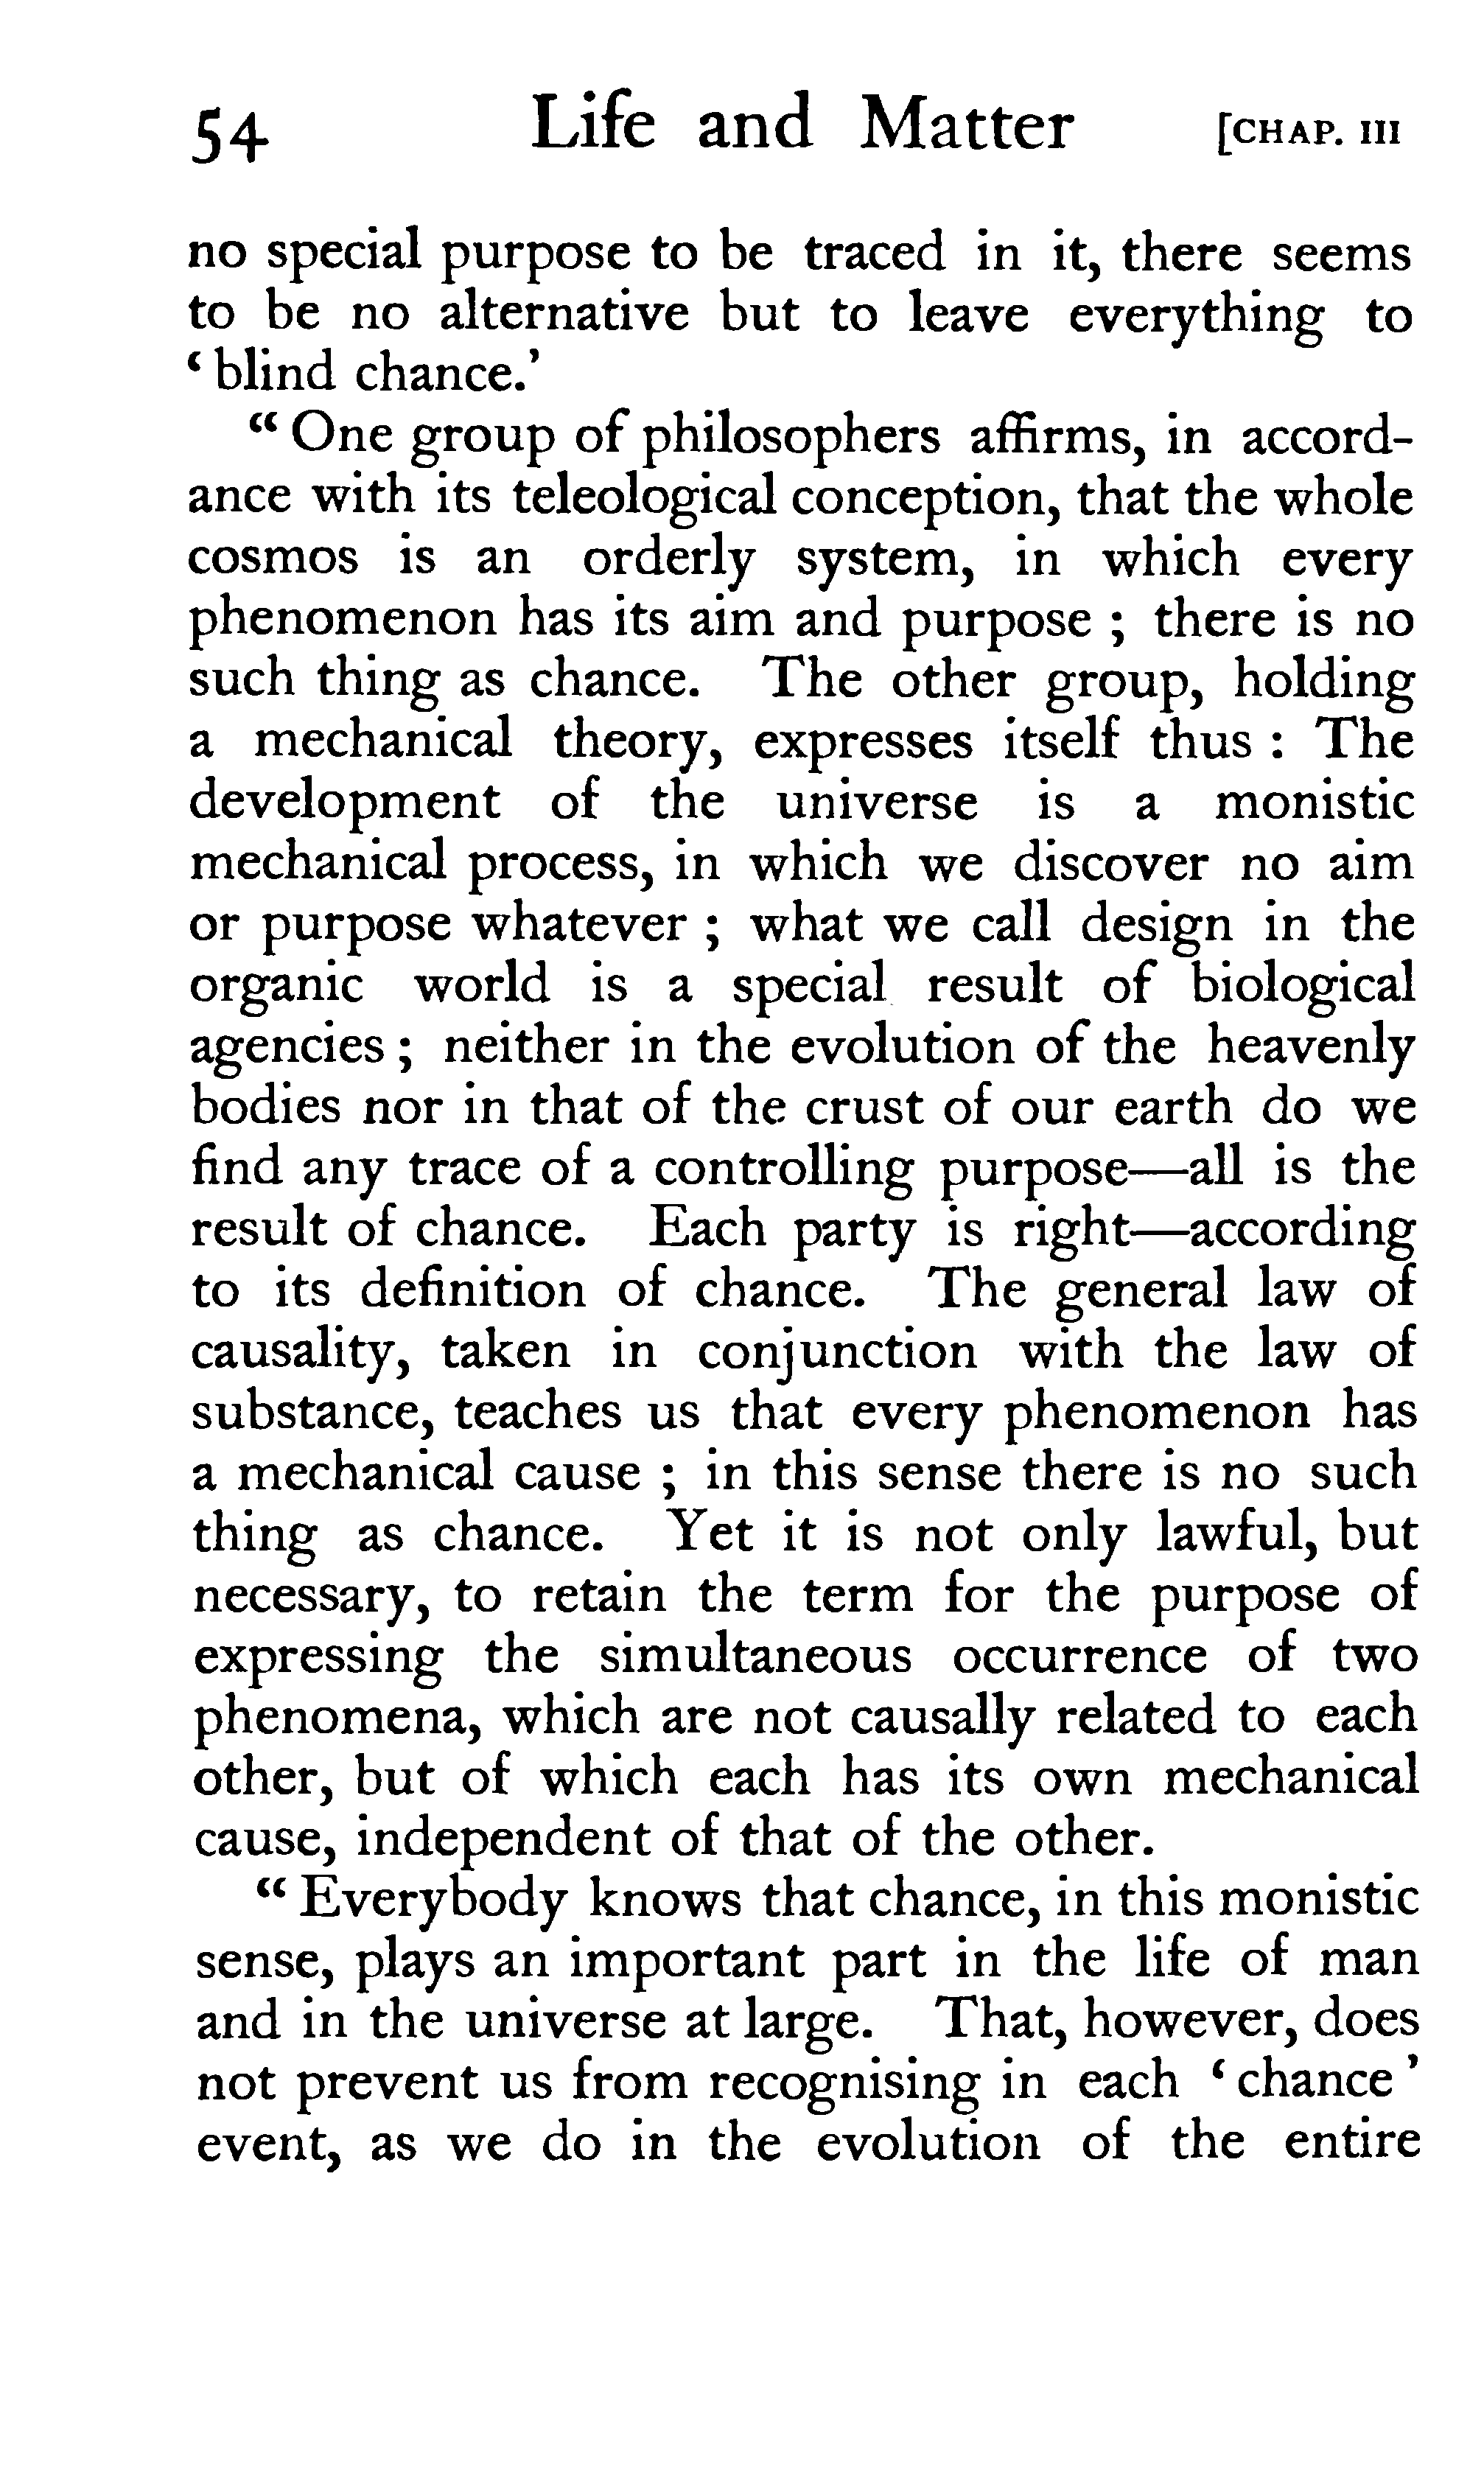 54 Life and Matter [CHAP. III
no special purpose to be traced in it, there seems
to be no alternative but to leave everything to
‘ blind chance.’
“ One group of philosophers affirms, in accord-
ance with its teleological conception, that the whole
cosmos is an orderly system, in which every
phenomenon has its aim and purpose ; there is no
such thing as chance. The other group, holding
a mechanical theory, expresses itself thus : The
development of the universe is a monistic
mechanical process, in which we discover no aim
or purpose whatever ; what we call design in the
organic world is a special result of biological
agencies ; neither in the evolution of the heavenly
bodies nor in that of the crust of our earth do we
find any trace of a controlling purpose—all is the
result of chance. Each party is right—according
to its definition of chance. The general law of
causality, taken in conjunction with the law of
substance, teaches us that every phenomenon has
a mechanical cause ; in this sense there is no such
thing as chance. Yet it is not only lawful, but
necessary, to retain the term for the purpose of
expressing the simultaneous occurrence of two
phenomena, which are not causally related to each
other, but of which each has its own mechanical
cause, independent of that of the other.
“ Everybody knows that chance, in this monistic
sense, plays an important part in the life of man
and in the universe at large. That, however, does
not prevent us from recognising in each ‘ chance ’
event, as we do in the evolution of the entire